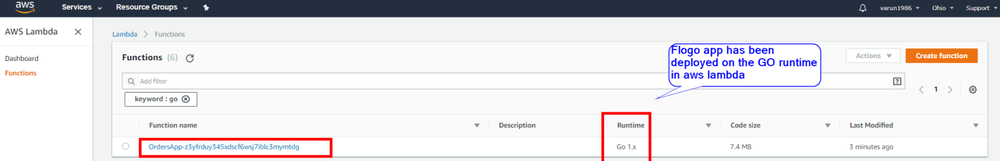 aws Services Resource Groups varun1986 Ohio Support
AWS Lambda
Lambda > Functions
Dashboard
Functions
Functions (6)
Flogo app has been
deployed on the GO runtime
in aws lambda
Actions
Create function
Add filter
?
< 1 >
keyword : go
Function name Description Runtime Code size Last Modified
OrdersApp-z3yfrduy345xdscf6wsj7iblc3mymtdg Go 1.x 7.4 MB 3 minutes ago